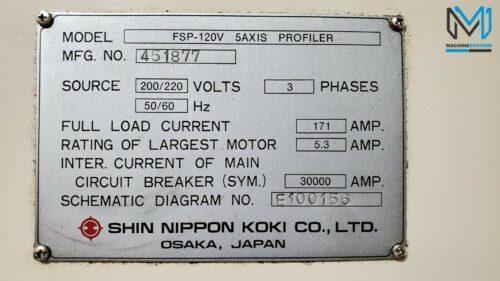 MACHINESTATION
MODEL FSP-120V 5AXIS PROFILER
MFG. NO. 451877
SOURCE 200/220 VOLTS 3 PHASES
50/60 Hz
FULL LOAD CURRENT 171 AMP.
RATING OF LARGEST MOTOR 5.3 AMP.
INTER. CURRENT OF MAIN
CIRCUIT BREAKER (SYM.) 30000 AMP.
SCHEMATIC DIAGRAM NO. E100156
SHIN NIPPON KOKI CO., LTD.
OSAKA, JAPAN